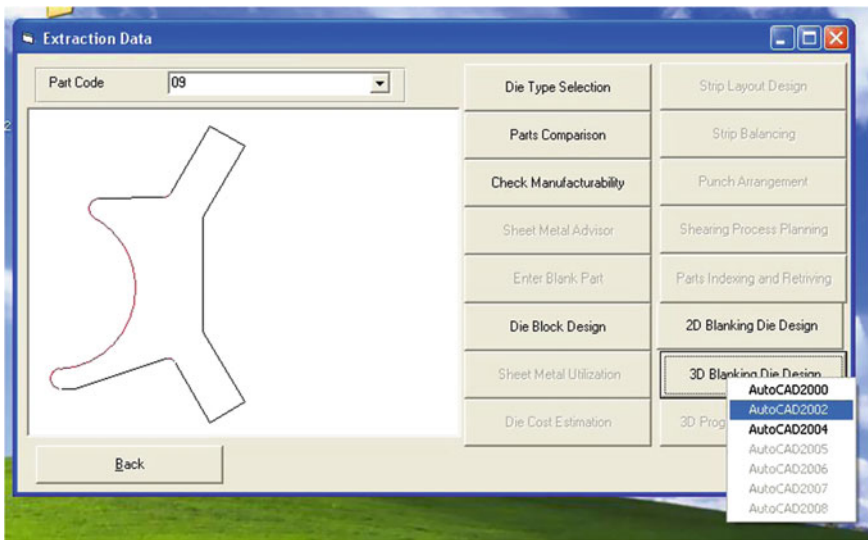 Extraction Data
Part Code 09
Die Type Selection
Strip Layout Design
Parts Comparison
Strip Balancing
Check Manufacturability
Punch Arrangement
Sheet Metal Advisor
Shearing Process Planning
Enter Blank Part
Parts Indexing and Retriving
Die Block Design
2D Blanking Die Design
Sheet Metal Utilization
3D Blanking Die Design
Die Cost Estimation
3D Prog
AutoCAD2000
AutoCAD2002
AutoCAD2004
AutoCAD2005
AutoCAD2006
AutoCAD2007
AutoCAD2008
Back
2